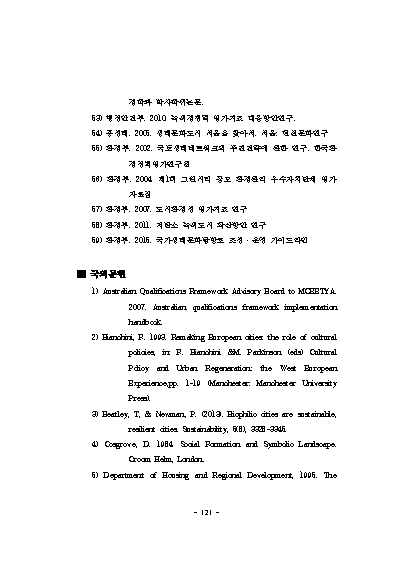 정학과 학사학위논문.
53) 행정안전부. 2010. 녹색경쟁력 평가지표 대응방안연구.
54) 홍성태. 2005. 생태문화도시 서울을 찾아서. 서울: 현실문화연구
55) 환경부. 2002. 국토생태네트워크의 추진전략에 관한 연구. 한국환
경정책평가연구원
56) 환경부. 2004. 제1회 그린시티 공모 환경관리 우수자치단체 평가
자료집
57) 환경부. 2007. 도시환경성 평가지표 연구
58) 환경부. 2011. 저탄소 녹색도시 확산방안 연구
59) 환경부. 2016. 국가생태문화탐방로 조성 · 운영 가이드라인
■ 국외문헌
1) Australian Qualifications Framework Advisory Board to MCEETYA.
2007. Australian qualifications framework implementation
handbook.
2) Bianchini, F. 1993. Remaking European cities: the role of cultural
policies, in: F. Bianchini &M. Parkinson (eds) Cultural
Policy and Urban Regeneration: the West European
Experience,pp. 1-19 (Manchester: Manchester University
Press).
3) Beatley, T, & Newman, P. (2013). Biophilic cities are sustainable,
resilient cities. Sustainability, 5(8), 3328-3345.
4) Cosgrove, D. 1984. Social Formation and Symbolic Landscape.
Croom Helm, London.
5) Department of Housing and Regional Development, 1995. The
- 121 -